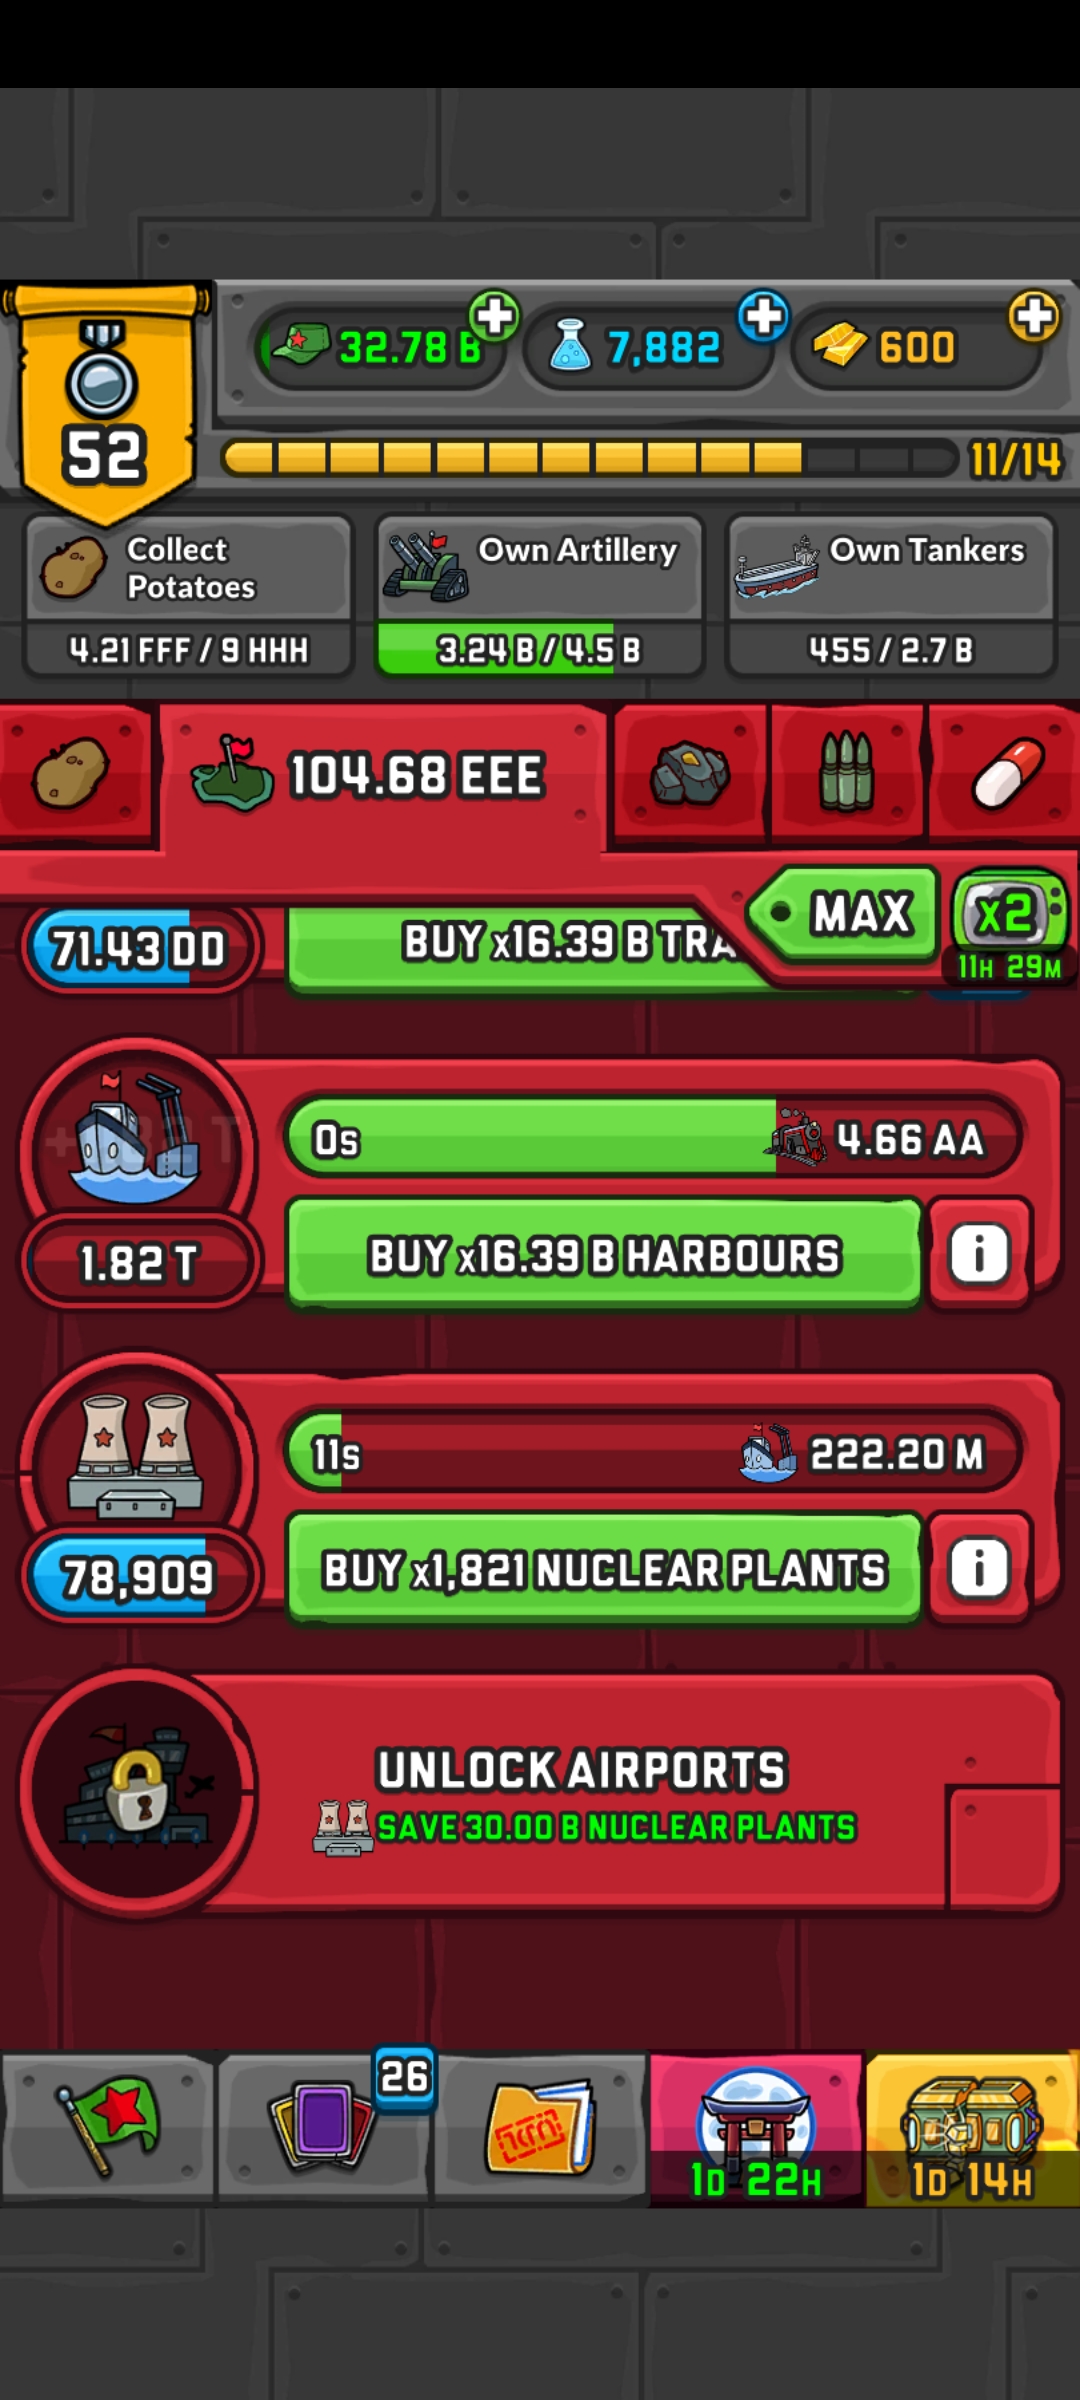 32.78 B
7,882
600
52
11/14
Collect
Potatoes
4.21 FFF / 9 HHH
Own Artillery
3.24 B / 4.5 B
Own Tankers
455 / 2.7 B
104.68 EEE
MAX
x2
11H 29M
71.43 DD
BUY x16.39 B TRA
0s
4.66 AA
1.82 T
BUY x16.39 B HARBOURS
11s
222.20 M
78,909
BUY x1,821 NUCLEAR PLANTS
UNLOCK AIRPORTS
SAVE 30.00 B NUCLEAR PLANTS
26
1D 22H
1D 14H